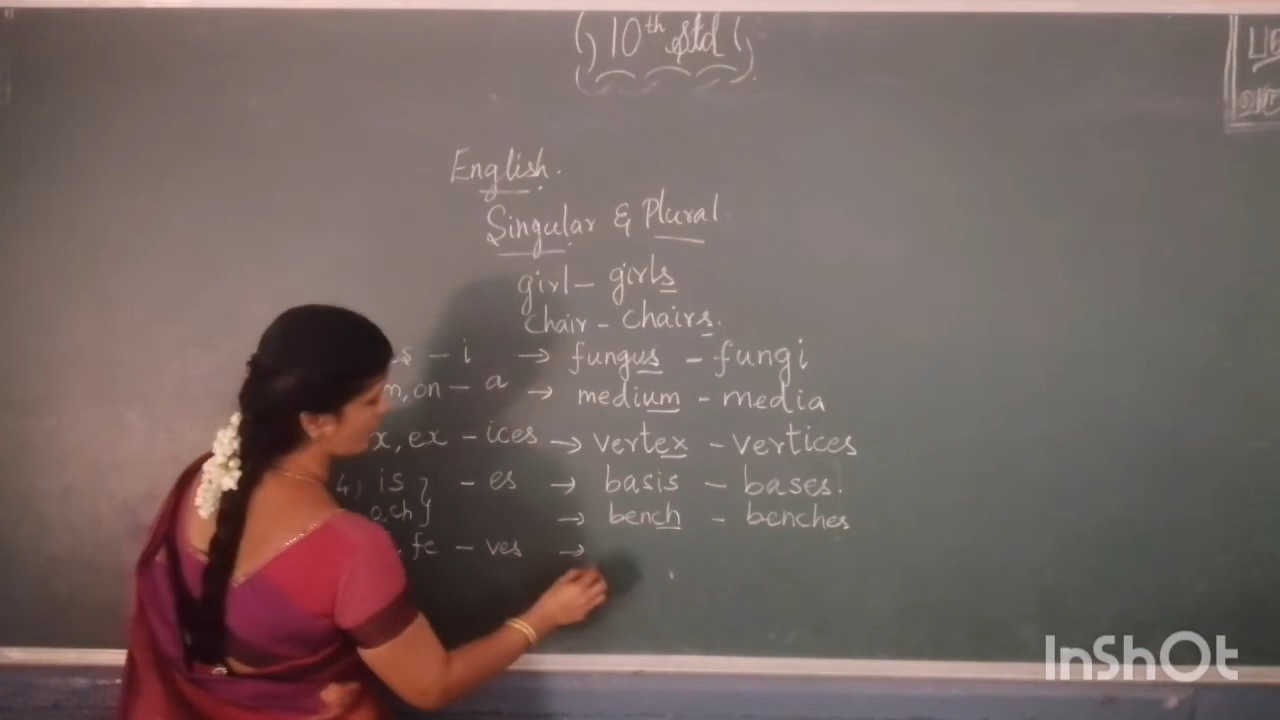 10th Std
English.
Singular & Plural.
girl – girls
chair – chairs.
s – i → fungus – fungi
m, on – a → medium – media
x, ex – ices → vertex – vertices
4) is } – es → basis – bases.
ch } → bench – benches
fe – ves →
InShOt